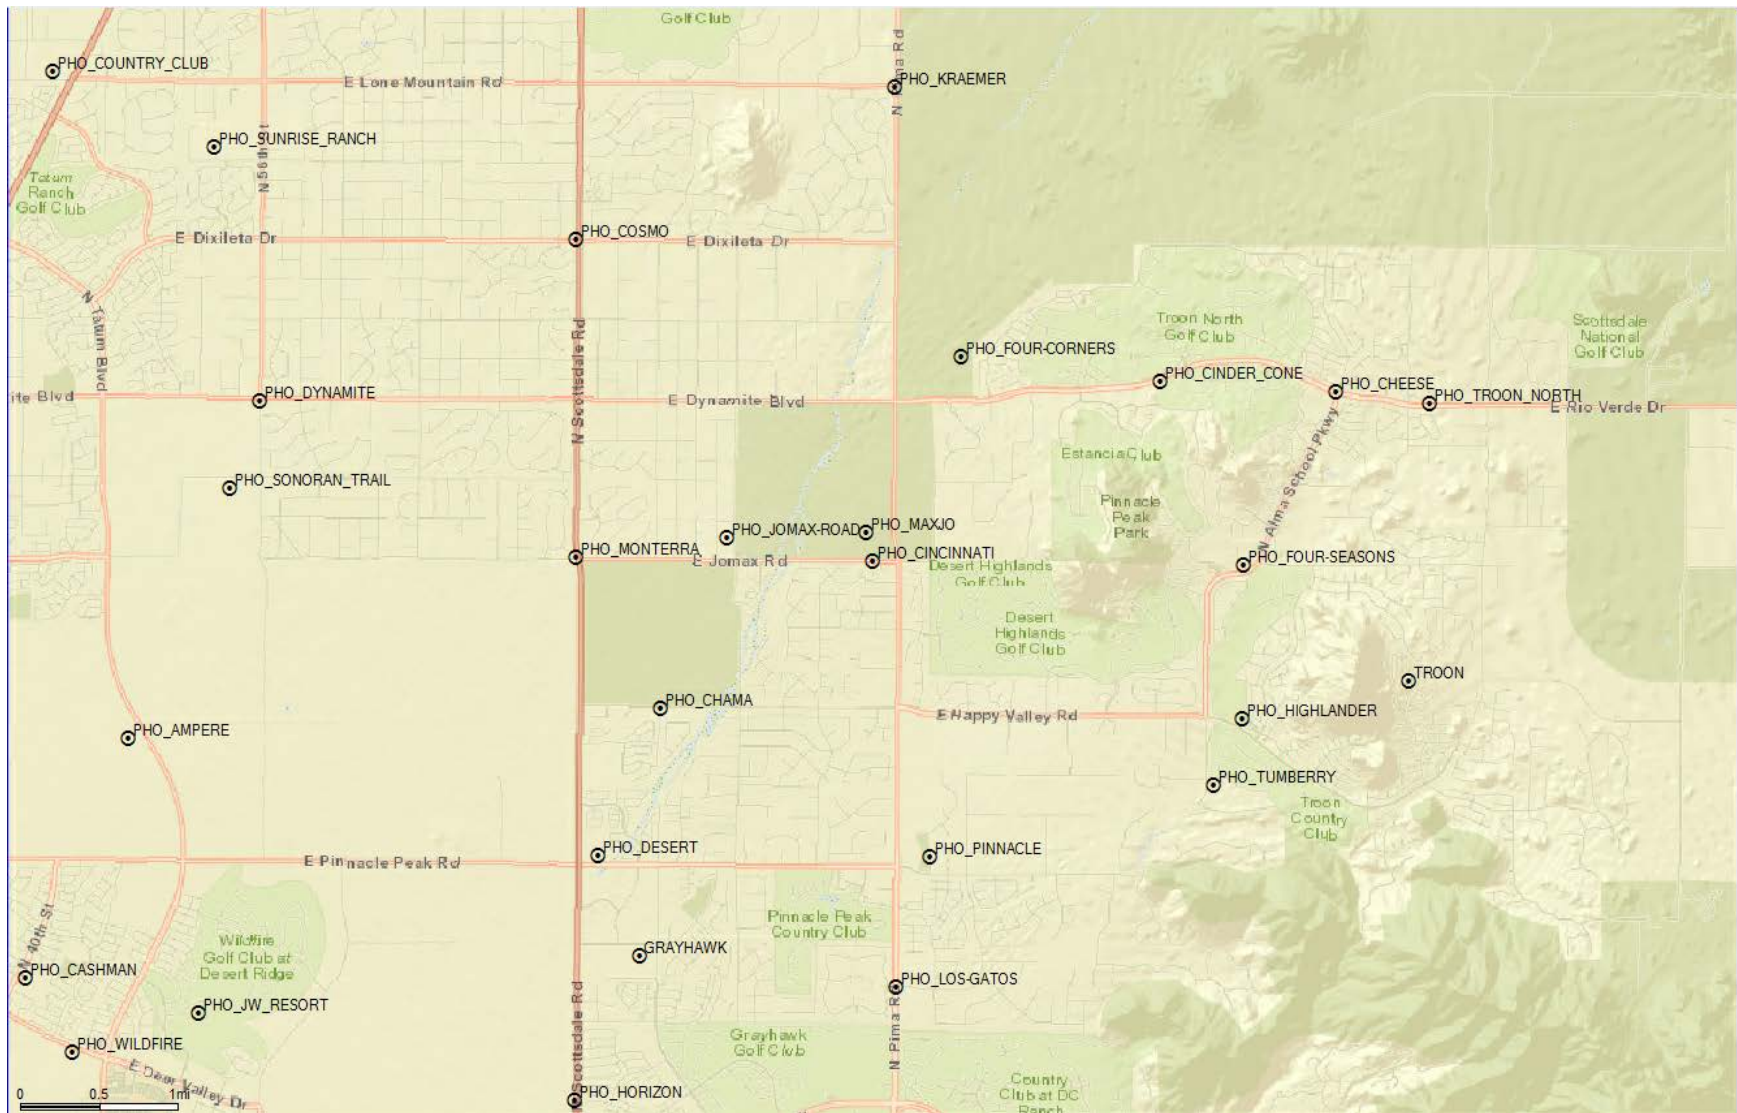 Golf Club
PHO_COUNTRY_CLUB
E Lone Mountain Rd
PHO_KRAEMER
PHO_SUNRISE_RANCH
N 56th St
Tatum
Ranch
Golf Club
E Dixileta Dr
PHO_COSMO
E Dixileta Dr
N Tatum Blvd
N Scottsdale Rd
Troon North
Golf Club
Scottsdale
National
Golf Club
PHO_FOUR-CORNERS
PHO_CINDER_CONE
PHO_CHEESE
PHO_TROON_NORTH
ite Blvd
PHO_DYNAMITE
E Dynamite Blvd
E Rio Verde Dr
Estancia Club
N Alma School Pkwy
PHO_SONORAN_TRAIL
Pinnacle
Peak
Park
PHO_JOMAX-ROAD
PHO_MAXJO
PHO_MONTERRA
E Jomax Rd
PHO_CINCINNATI
Desert Highlands
Golf Club
PHO_FOUR-SEASONS
Desert
Highlands
Golf Club
TROON
PHO_CHAMA
E Happy Valley Rd
PHO_HIGHLANDER
PHO_AMPERE
PHO_TUMBERRY
Troon
Country
Club
E Pinnacle Peak Rd
PHO_DESERT
PHO_PINNACLE
N 40th St
Pinnacle Peak
Country Club
Wildfire
Golf Club at
Desert Ridge
GRAYHAWK
PHO_CASHMAN
PHO_LOS-GATOS
PHO_JW_RESORT
Scottsdale Rd
N Pima R
PHO_WILDFIRE
Grayhawk
Golf Club
E Deer Valley Dr
PHO_HORIZON
Country
Club at DC
Ranch
0 0.5 1mi